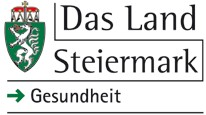 Das Land
Steiermark
→ Gesundheit